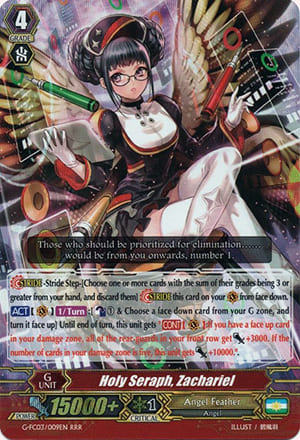 4
GRADE
Those who should be prioritized for elimination......
would be from you onwards, number 1.
STRIDE -Stride Step-[Choose one or more cards with the sum of their grades being 3 or
greater from your hand, and discard them] STRIDE this card on your from face down.
ACT 1/Turn : & Choose a face down card from your G zone, and
turn it face up] Until end of turn, this unit gets CONT : If you have a face up card
in your damage zone, all of the rear-guards in your front row get +3000. If the
number of cards in your damage zone is five, this unit gets +10000.".
Holy Seraph, Zachariel
G
UNIT
POWER 15000+
1
CRITICAL
Angel Feather
Angel
G-FC03/009EN RRR
ILLUST /